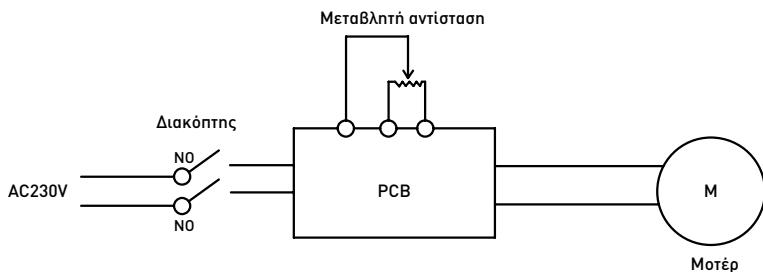 Μεταβλητή αντίσταση
Διακόπτης
NO
AC230V
NO
PCB
M
Μοτέρ